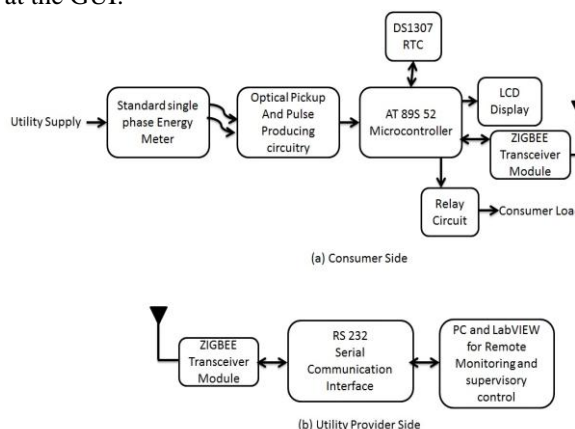 at the GUI.
DS1307
RTC
Utility Supply
Standard single
phase Energy
Meter
Optical Pickup
And Pulse
Producing
circuitry
AT 89S 52
Microcontroller
LCD
Display
ZIGBEE
Transceiver
Module
Relay
Circuit
Consumer Load
(a) Consumer Side
ZIGBEE
Transceiver
Module
RS 232
Serial
Communication
Interface
PC and LabVIEW
for Remote
Monitoring and
supervisory
control
(b) Utility Provider Side